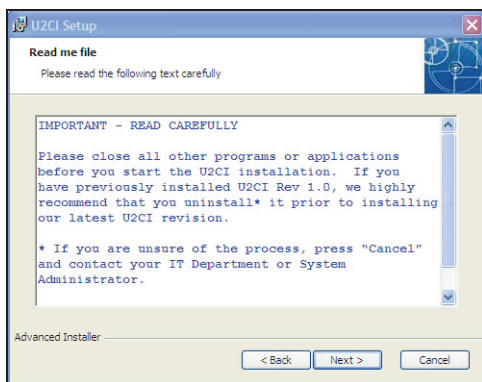 U2CI Setup
Read me file
Please read the following text carefully
IMPORTANT - READ CAREFULLY
Please close all other programs or applications
before you start the U2CI installation.  If you
have previously installed U2CI Rev 1.0, we highly
recommend that you uninstall* it prior to installing
our latest U2CI revision.
* If you are unsure of the process, press “Cancel”
and contact your IT Department or System
Administrator.
Advanced Installer
< Back
Next >
Cancel